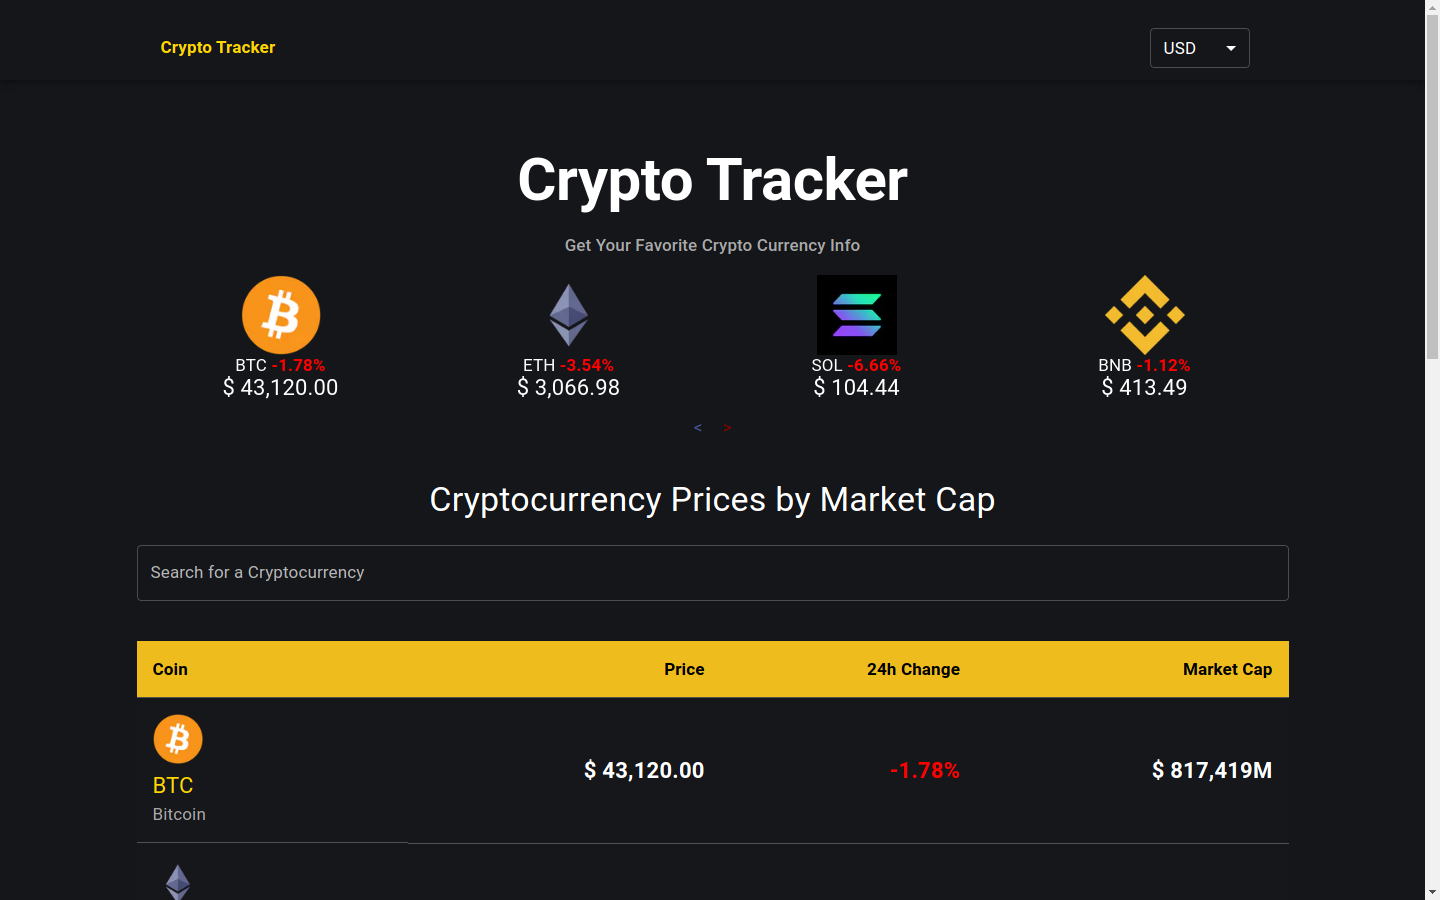 Crypto Tracker
USD
Crypto Tracker
Get Your Favorite Crypto Currency Info
BTC -1.78%
$ 43,120.00
ETH -3.54%
$ 3,066.98
SOL -6.66%
$ 104.44
BNB -1.12%
$ 413.49
< >
Cryptocurrency Prices by Market Cap
Search for a Cryptocurrency
Coin Price 24h Change Market Cap
BTC
Bitcoin
$ 43,120.00 -1.78% $ 817,419M